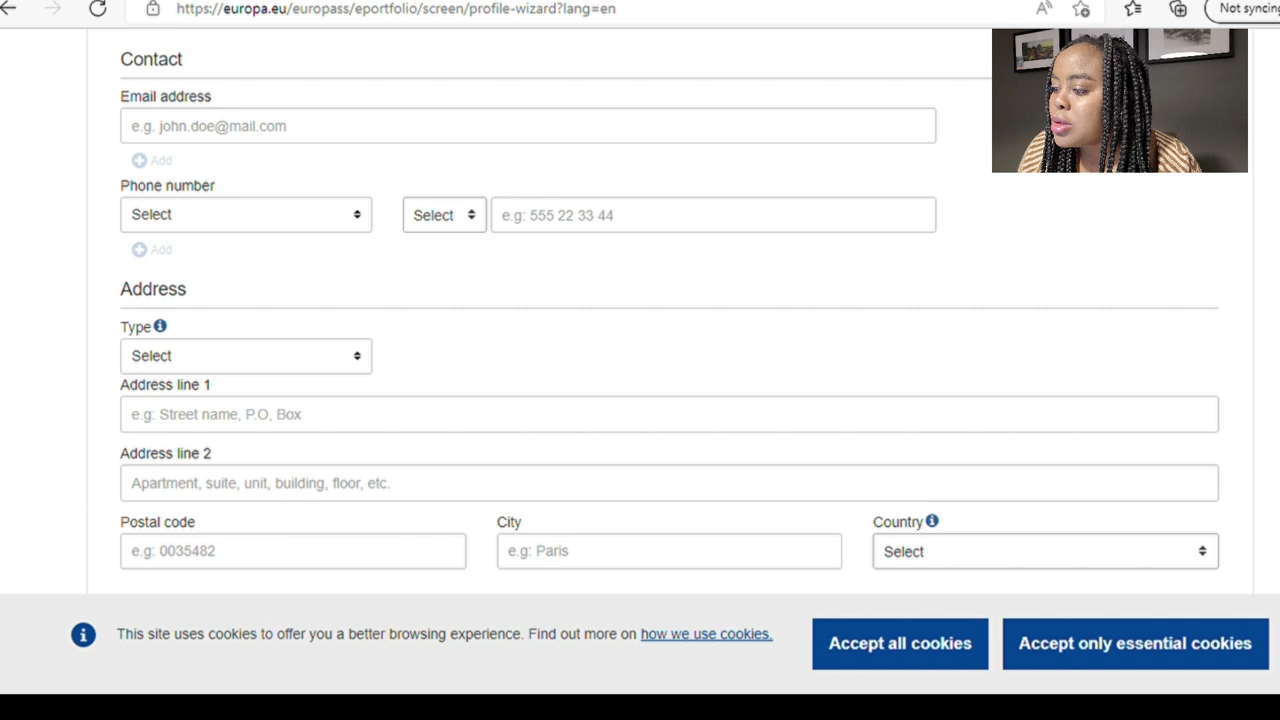 https://europa.eu/europass/eportfolio/screen/profile-wizard?lang=en
Not syncing
Contact
Email address
e.g. john.doe@mail.com
Add
Phone number
Select
Select
e.g: 555 22 33 44
Add
Address
Type
Select
Address line 1
e.g: Street name, P.O, Box
Address line 2
Apartment, suite, unit, building, floor, etc.
Postal code
City
Country
e.g: 0035482
e.g: Paris
Select
This site uses cookies to offer you a better browsing experience. Find out more on how we use cookies.
Accept all cookies
Accept only essential cookies